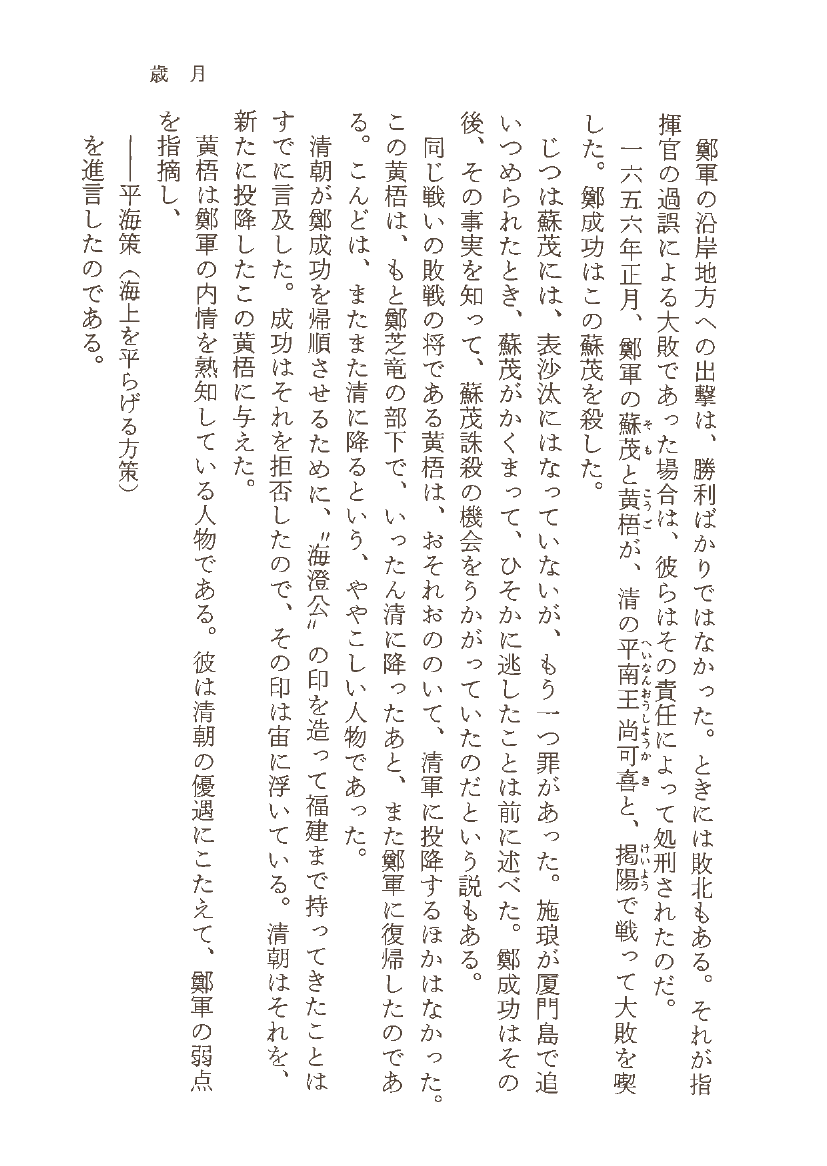 歳月
鄭軍の沿岸地方への出撃は、勝利ばかりではなかった。ときには敗北もある。それが指
揮官の過誤による大敗であった場合は、彼らはその責任によって処刑されたのだ。
一六五六年正月、鄭軍の蘇茂と黄梧が、清の平南王尚可喜と、掲陽で戦って大敗を喫
した。鄭成功はこの蘇茂を殺した。
じつは蘇茂には、表沙汰にはなっていないが、もう一つ罪があった。施琅が厦門島で追
いつめられたとき、蘇茂がかくまって、ひそかに逃したことは前に述べた。鄭成功はその
後、その事実を知って、蘇茂誅殺の機会をうかがっていたのだという説もある。
同じ戦いの敗戦の将である黄梧は、おそれおののいて、清軍に投降するほかはなかった。
この黄梧は、もと鄭芝竜の部下で、いったん清に降ったあと、また鄭軍に復帰したのであ
る。こんどは、またまた清に降るという、ややこしい人物であった。
清朝が鄭成功を帰順させるために、〝海澄公〟の印を造って福建まで持ってきたことは
すでに言及した。成功はそれを拒否したので、その印は宙に浮いている。清朝はそれを、
新たに投降したこの黄梧に与えた。
黄梧は鄭軍の内情を熟知している人物である。彼は清朝の優遇にこたえて、鄭軍の弱点
を指摘し、
――平海策（海上を平らげる方策）
を進言したのである。